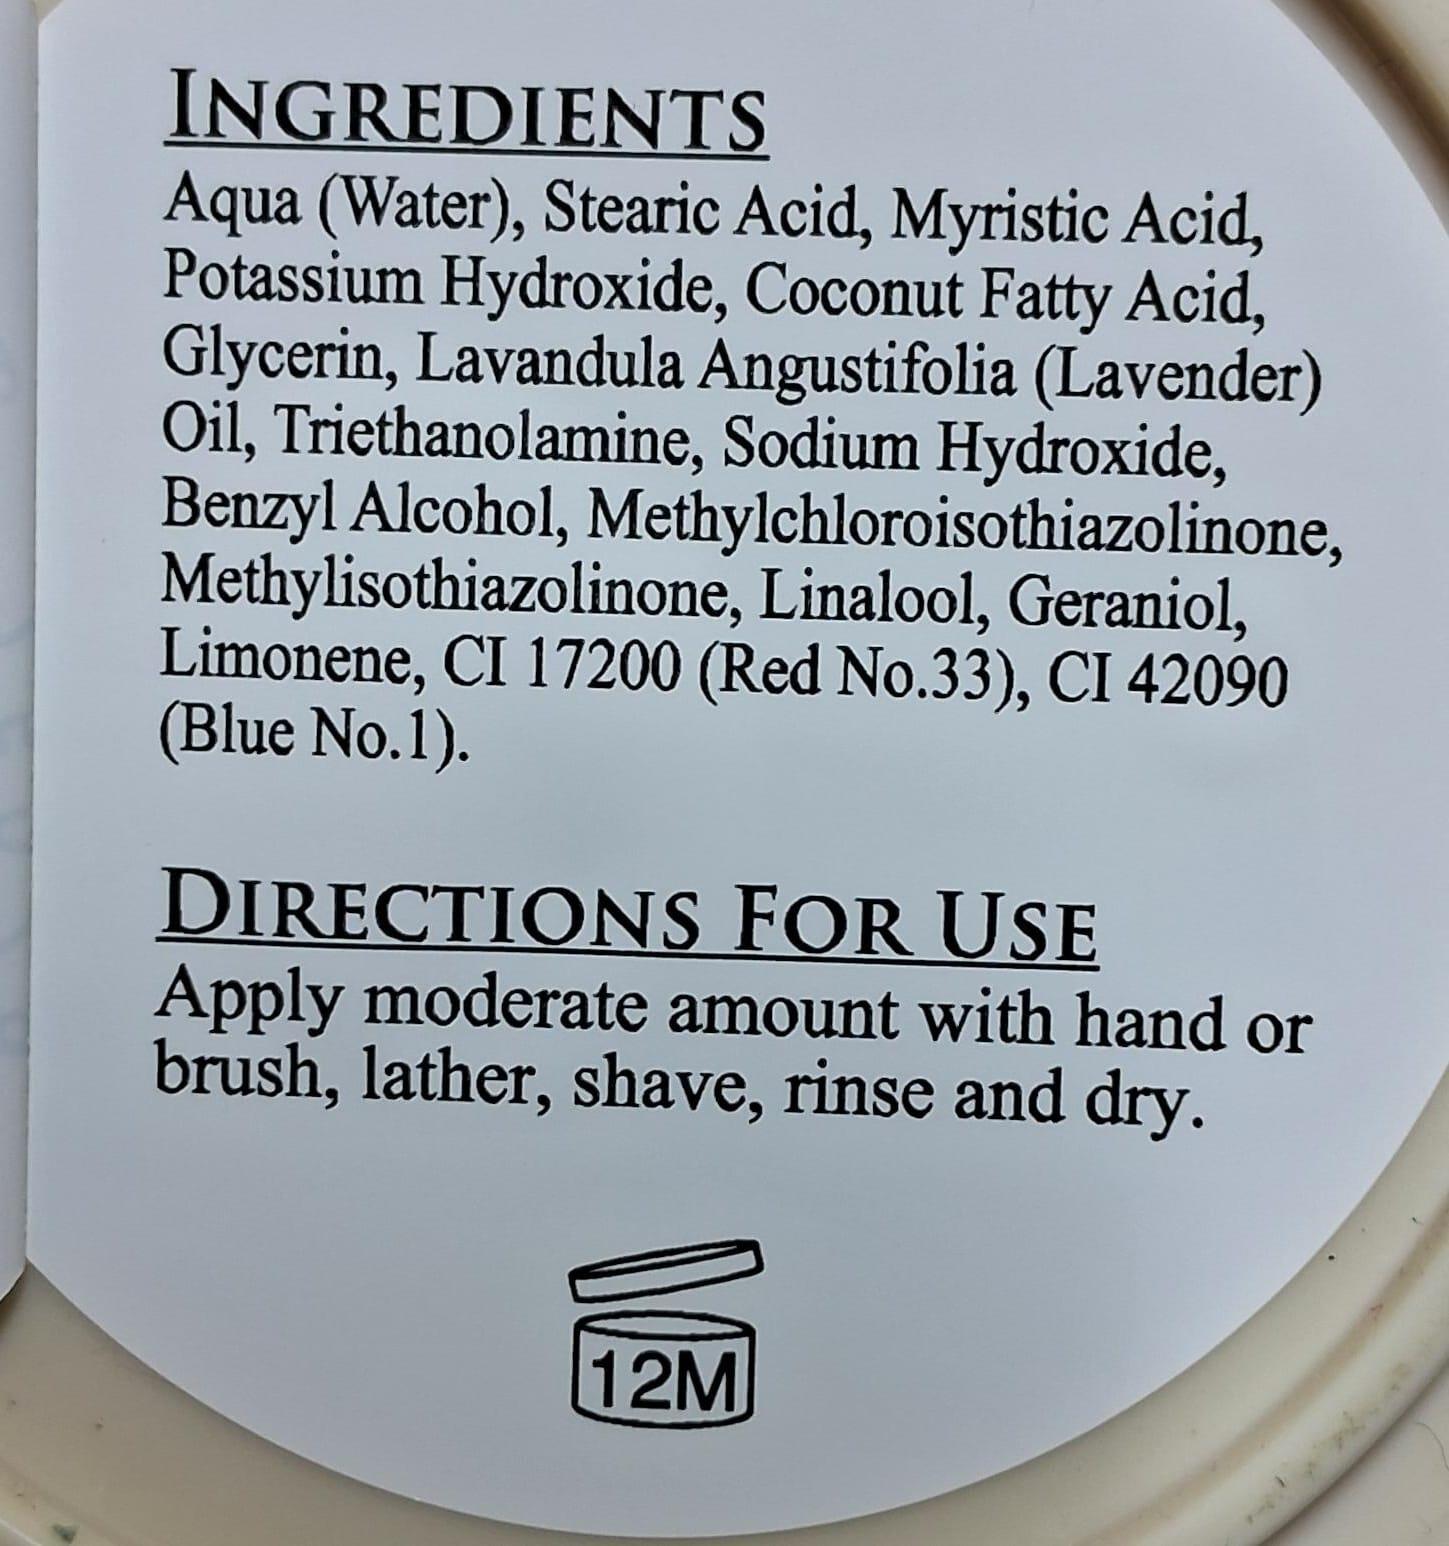 INGREDIENTS
Aqua (Water), Stearic Acid, Myristic Acid,
Potassium Hydroxide, Coconut Fatty Acid,
Glycerin, Lavandula Angustifolia (Lavender)
Oil, Triethanolamine, Sodium Hydroxide,
Benzyl Alcohol, Methylchloroisothiazolinone,
Methylisothiazolinone, Linalool, Geraniol,
Limonene, CI 17200 (Red No.33), CI 42090
(Blue No.1).
DIRECTIONS FOR USE
Apply moderate amount with hand or
brush, lather, shave, rinse and dry.
12M